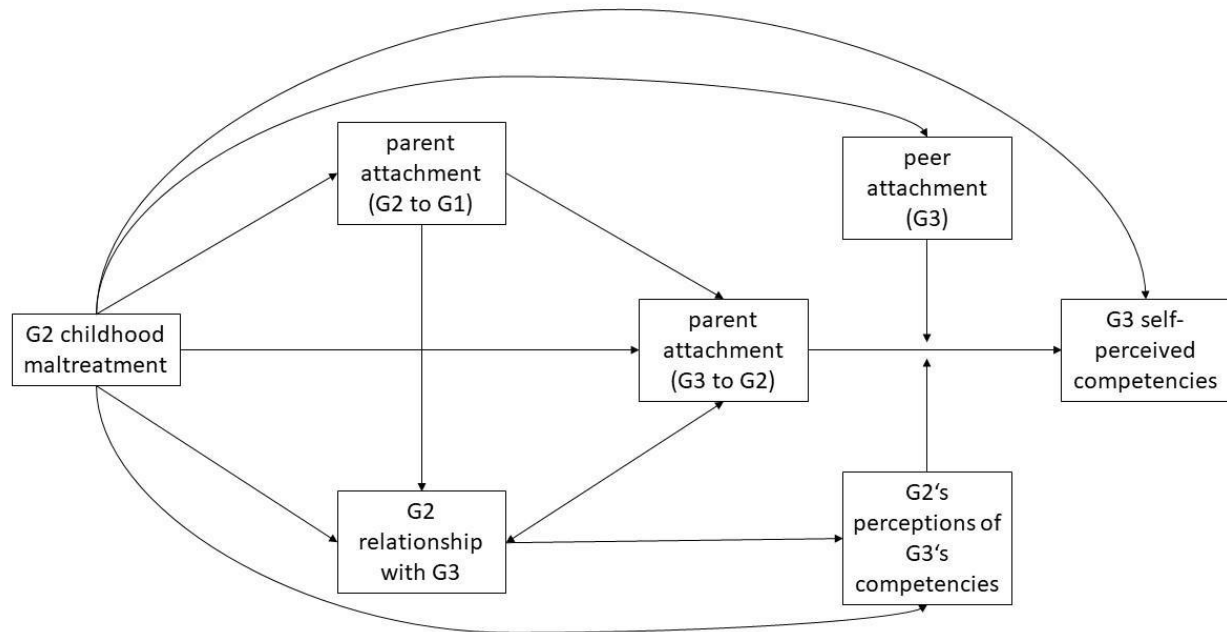 parent
attachment
(G2 to G1)
peer
attachment
(G3)
G2 childhood
maltreatment
parent
attachment
(G3 to G2)
G3 self-
perceived
competencies
G2
relationship
with G3
G2‘s
perceptions of
G3‘s
competencies